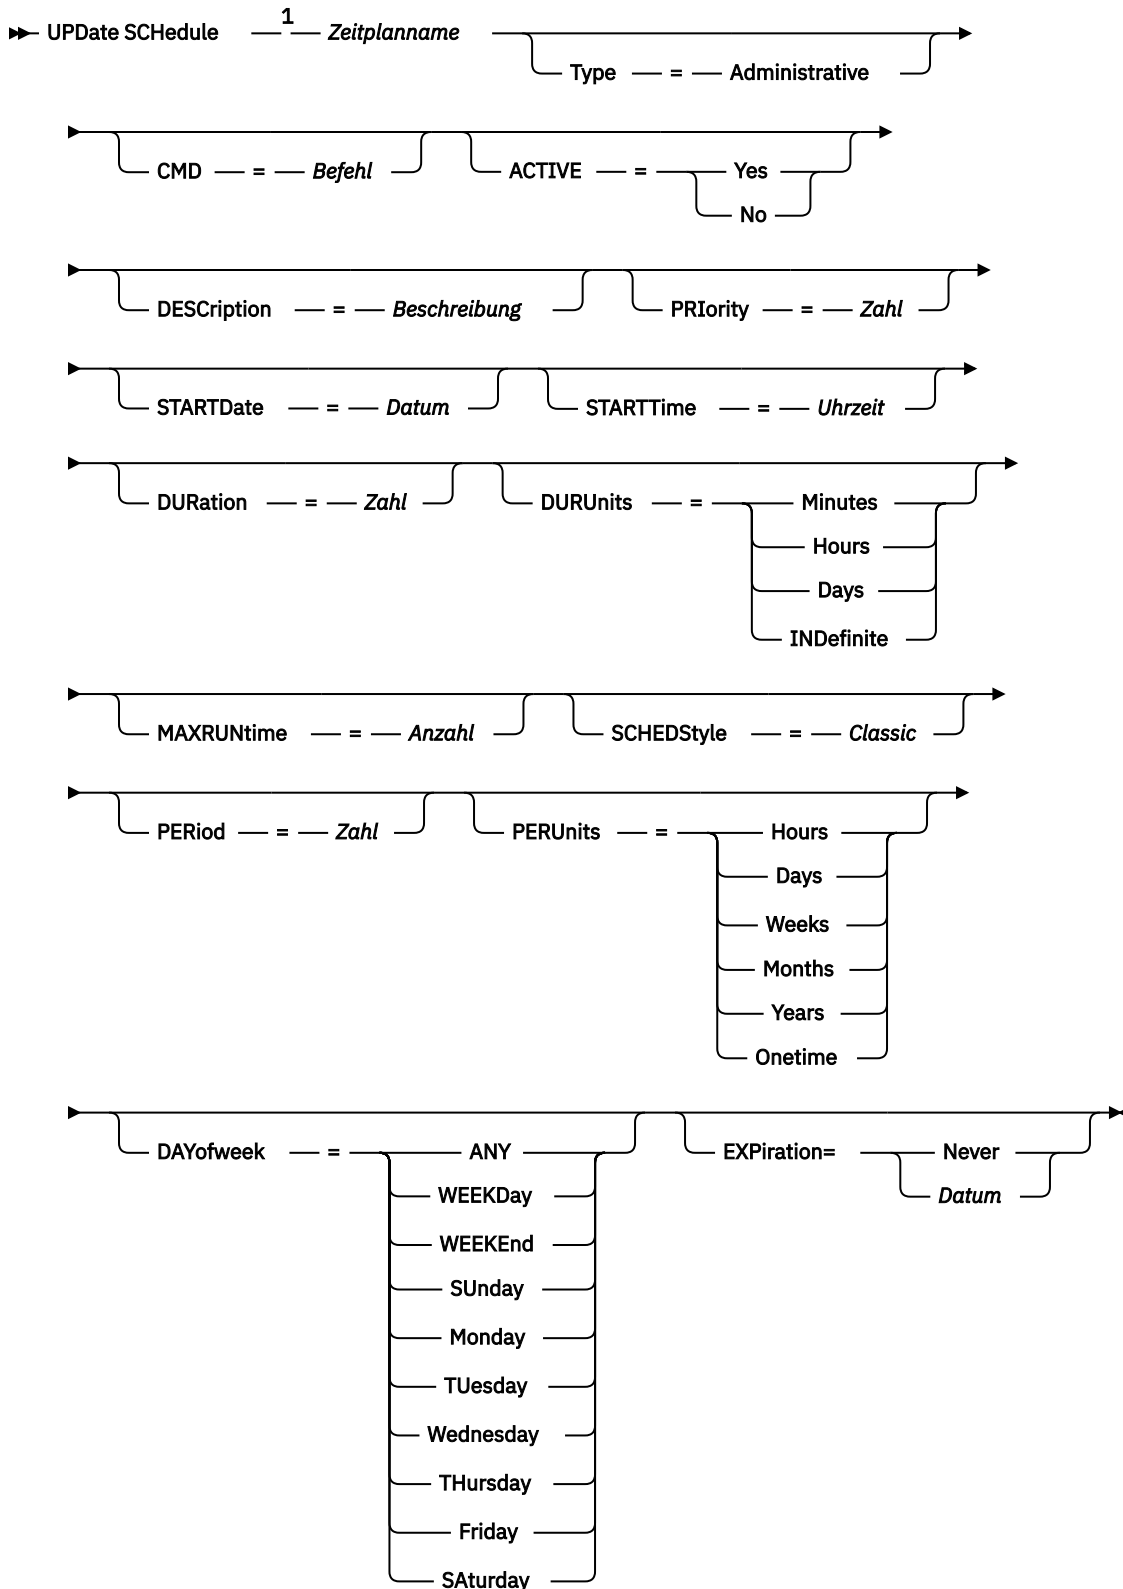 1
UPDate SCHedule Zeitplanname
Type = Administrative
CMD = Befehl ACTIVE = Yes
No
DESCription = Beschreibung PRIority = Zahl
STARTDate = Datum STARTTime = Uhrzeit
DURation = Zahl DURUnits = Minutes
Hours
Days
INDefinite
MAXRUNtime = Anzahl SCHEDStyle = Classic
PERiod = Zahl PERUnits = Hours
Days
Weeks
Months
Years
Onetime
DAYofweek = ANY EXPiration= Never
WEEKDay Datum
WEEKEnd
SUnday
Monday
TUesday
Wednesday
THursday
Friday
SAturday